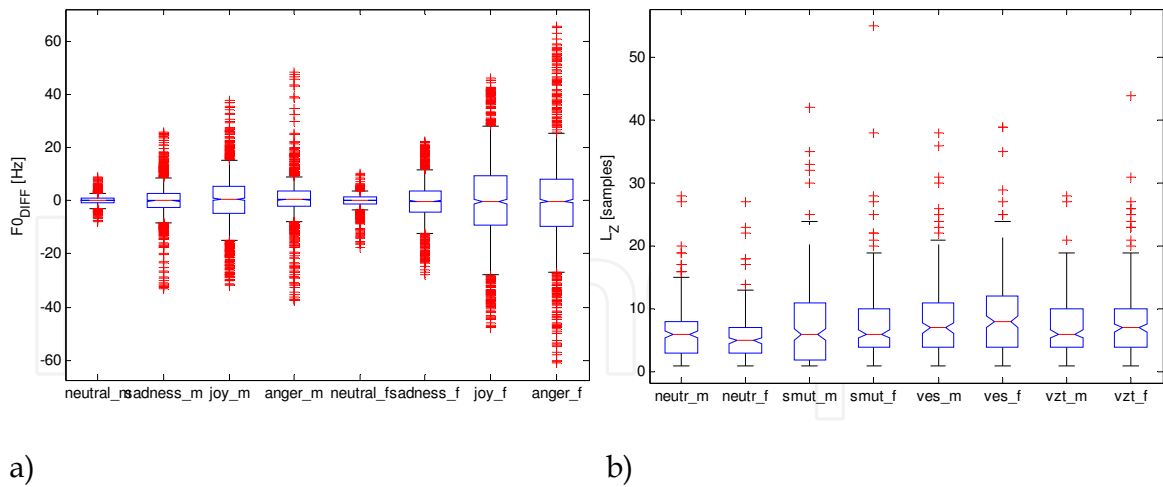 60
40
20
0
-20
-40
-60
F0DIFF [Hz]
neutral_m sadness_m joy_m anger_m neutral_f sadness_f joy_f anger_f
50
40
30
20
10
0
LZ [samples]
neutr_m neutr_f smut_m smut_f ves_m ves_f vzt_m vzt_f
a) b)